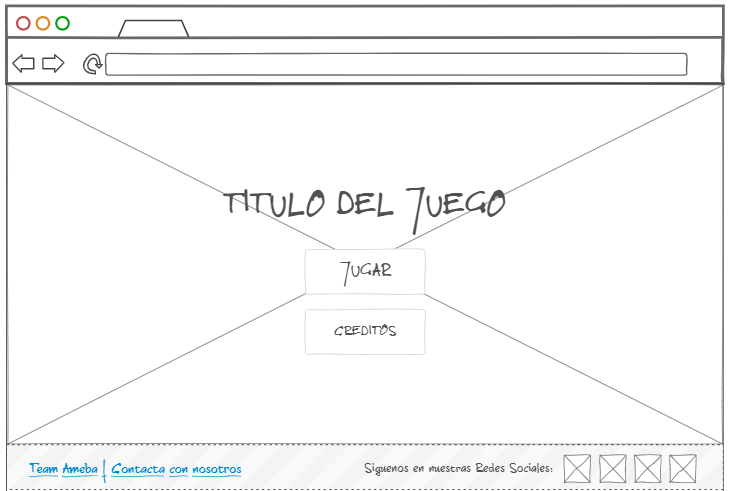 TITULO DEL JUEGO
JUGAR
CREDITOS
Team Ameba | Contacta con nosotros
Siguenos en nuestras Redes Sociales: